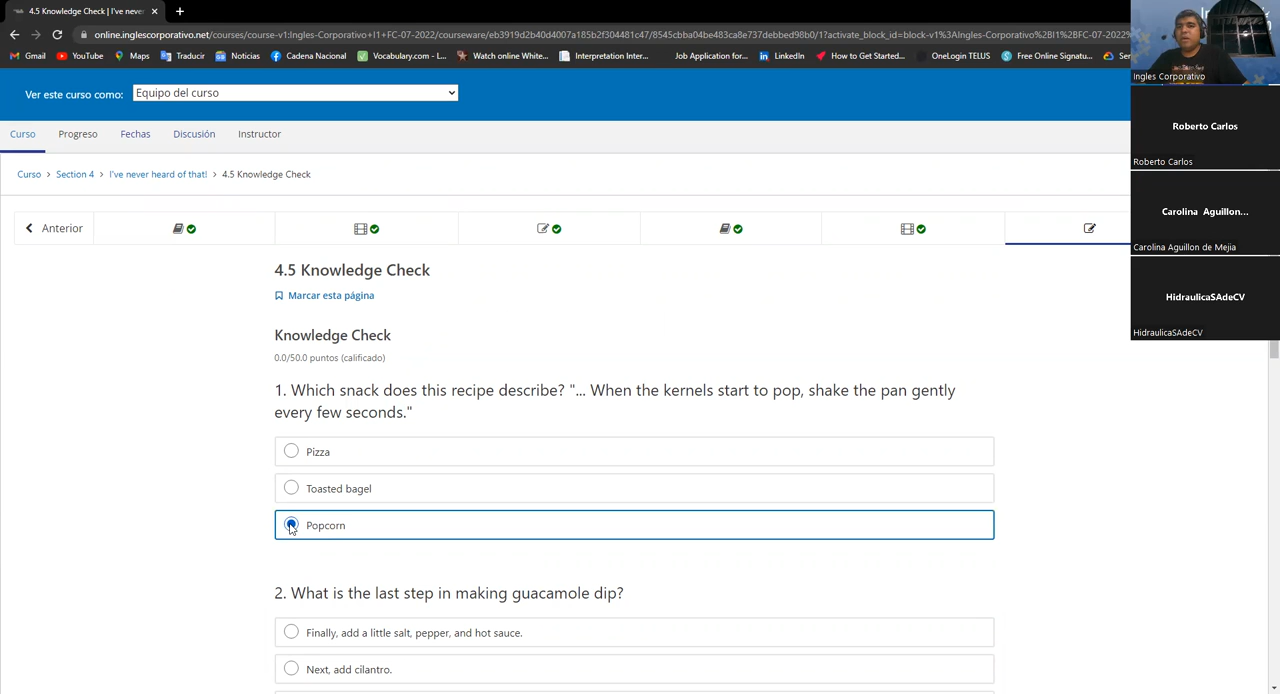 4.5 Knowledge Check | I've never
online.inglescorporativo.net/courses/course-v1:Ingles-Corporativo+I1+FC-07-2022/courseware/eb3919d2b40d4007a185b2f304481c47/8545cbba04be483ca8e737debbed98b0/1?activate_block_id=block-v1%3AIngles-Corporativo%2BI1%2BFC-07-2022%
Gmail YouTube Maps Traducir Noticias Cadena Nacional Vocabulary.com - L... Watch online White... Interpretation Inter... Job Application for... LinkedIn How to Get Started... OneLogin TELUS Free Online Signatu... Ser
Ingles Corporativo
Ver este curso como: Equipo del curso
Roberto Carlos
Roberto Carlos
Curso Progreso Fechas Discusión Instructor
Curso > Section 4 > I've never heard of that! > 4.5 Knowledge Check
Carolina Aguillon...
Carolina Aguillon de Mejia
Anterior
4.5 Knowledge Check
Marcar esta página
HidraulicaSAdeCV
HidraulicaSAdeCV
Knowledge Check
0.0/50.0 puntos (calificado)
1. Which snack does this recipe describe? "... When the kernels start to pop, shake the pan gently
every few seconds."
Pizza
Toasted bagel
Popcorn
2. What is the last step in making guacamole dip?
Finally, add a little salt, pepper, and hot sauce.
Next, add cilantro.